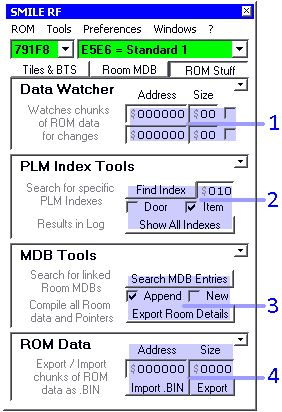 SMILE RF
ROM Tools Preferences Windows ?
791F8 E5E6 = Standard 1
Tiles & BTS Room MDB ROM Stuff
Data Watcher
Address Size
Watches chunks
of ROM data
for changes
$000000 $00
$000000 $00
1
PLM Index Tools
Search for specific
PLM Indexes
Find Index $010
Door Item
2
Results in Log
Show All Indexes
MDB Tools
Search for linked
Room MDBs
Search MDB Entries
Compile all Room
data and Pointers
Append New
Export Room Details
3
ROM Data
Address Size
Export / Import
chunks of ROM
data as .BIN
$000000 $0000
Import .BIN Export
4